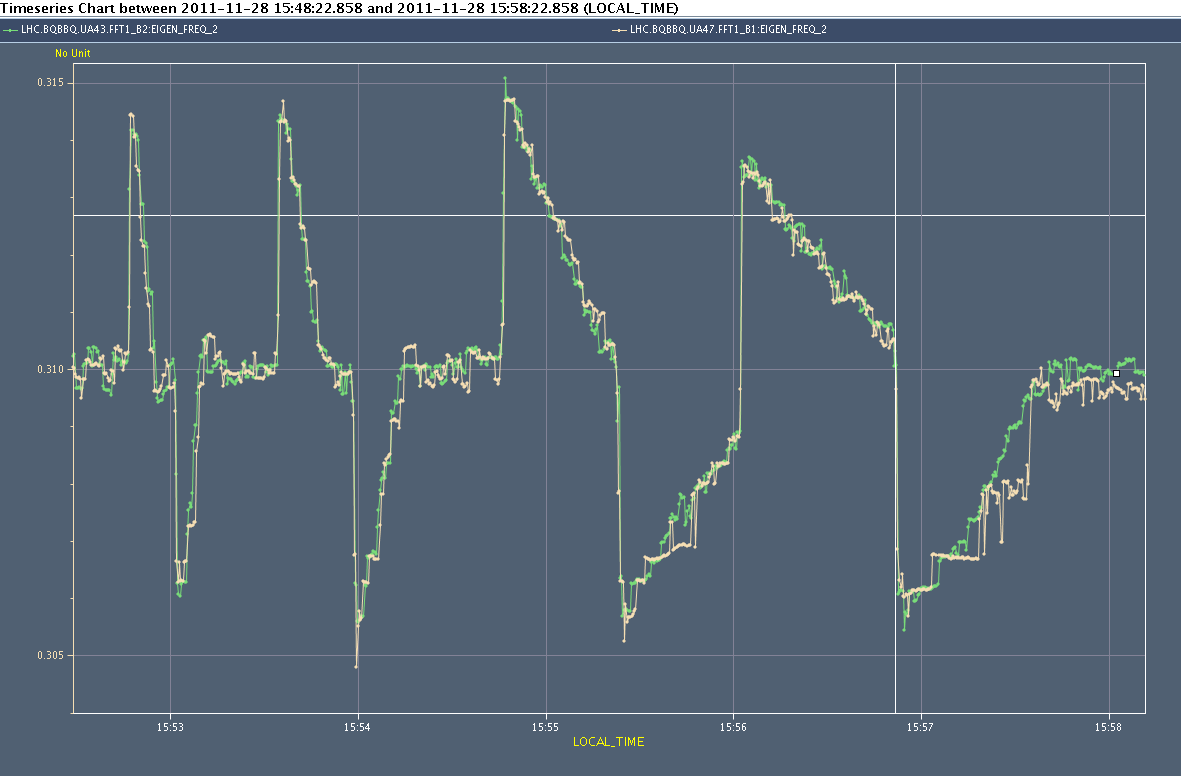 Timeseries Chart between 2011-11-28 15:48:22.858 and 2011-11-28 15:58:22.858 (LOCAL_TIME)
LHC.BQBBQ.UA43.FFT1_B2:EIGEN_FREQ_2 LHC.BQBBQ.UA47.FFT1_B1:EIGEN_FREQ_2
No Unit
0.315
0.310
0.305
15:53 15:54 15:55 15:56 15:57 15:58
LOCAL_TIME